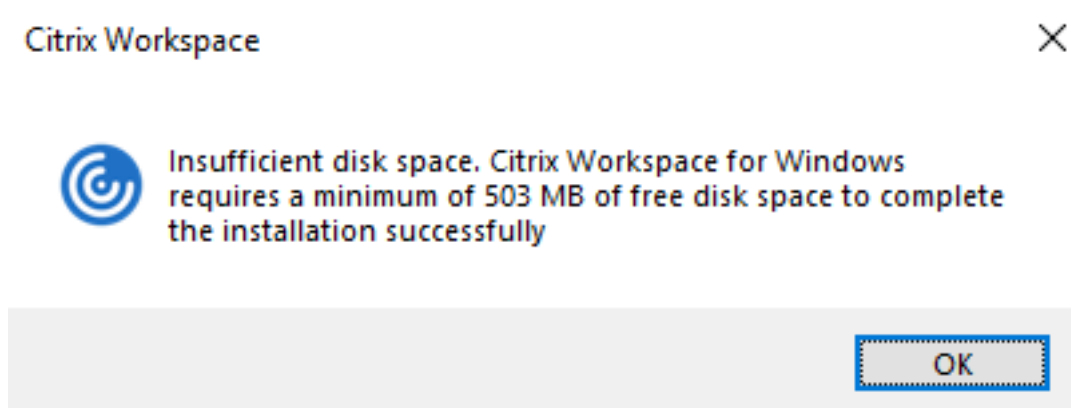 Citrix Workspace
Insufficient disk space. Citrix Workspace for Windows
requires a minimum of 503 MB of free disk space to complete
the installation successfully
OK